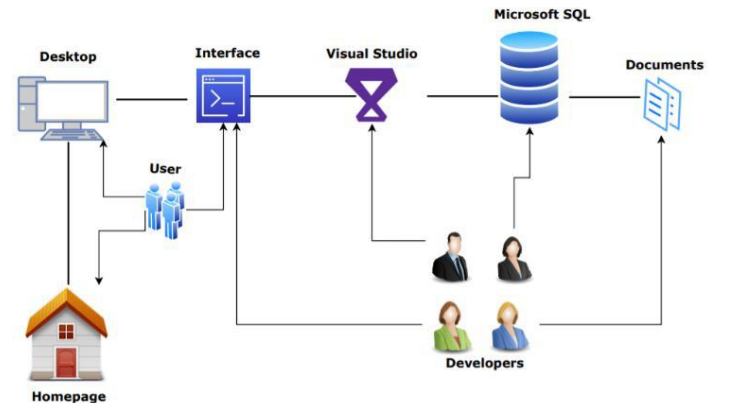 Microsoft SQL
Desktop
Interface
Visual Studio
Documents
User
Developers
Homepage